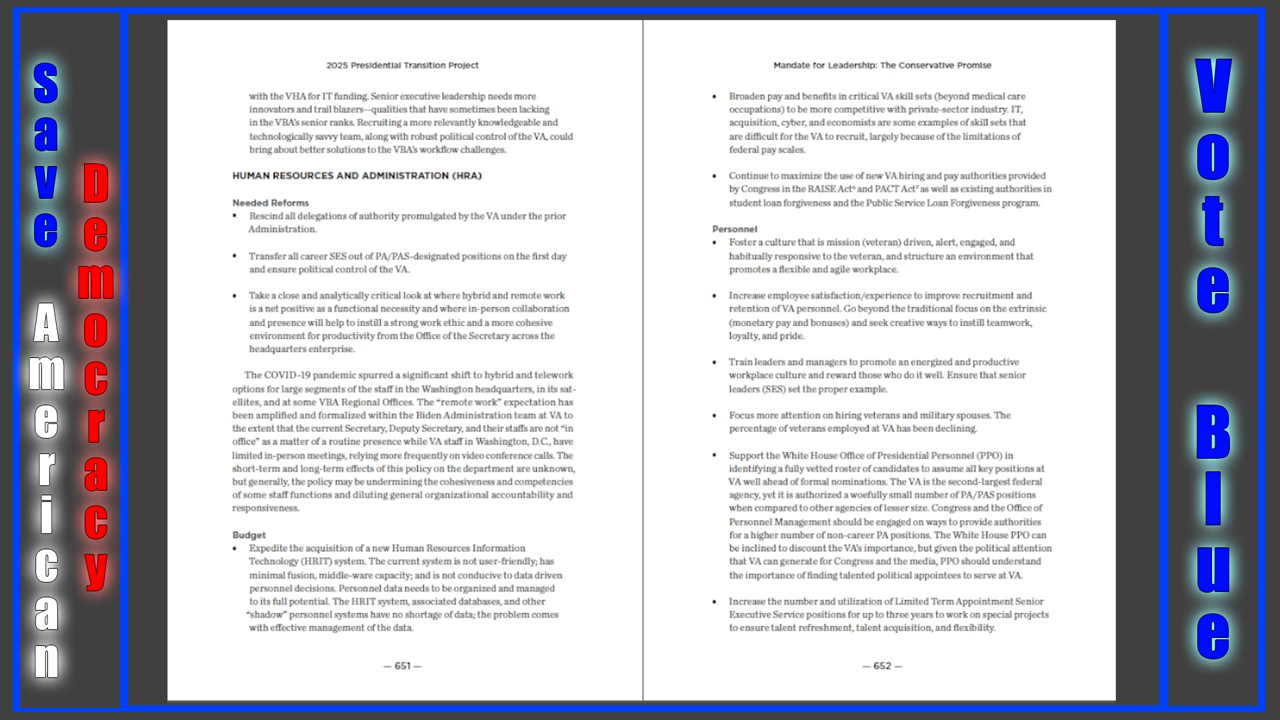 Save
American
Democracy
2025 Presidential Transition Project
with the VHA for IT funding. Senior executive leadership needs more
innovators and trail blazers—qualities that have sometimes been lacking
in the VBA's senior ranks. Recruiting a more relevantly knowledgeable and
technologically savvy team, along with robust political control of the VA, could
bring about better solutions to the VBA's workflow challenges.
HUMAN RESOURCES AND ADMINISTRATION (HRA)
Needed Reforms
• Rescind all delegations of authority promulgated by the VA under the prior
Administration.
• Transfer all career SES out of PA/PAS-designated positions on the first day
and ensure political control of the VA.
• Take a close and analytically critical look at where hybrid and remote work
is a net positive as a functional necessity and where in-person collaboration
and presence will help to instill a strong work ethic and a more cohesive
environment for productivity from the Office of the Secretary across the
headquarters enterprise.
The COVID-19 pandemic spurred a significant shift to hybrid and telework
options for large segments of the staff in the Washington headquarters, in its sat-
ellites, and at some VBA Regional Offices. The “remote work” expectation has
been amplified and formalized within the Biden Administration team at VA to
the extent that the current Secretary, Deputy Secretary, and their staffs are not “in
office” as a matter of a routine presence while VA staff in Washington, D.C., have
limited in-person meetings, relying more frequently on video conference calls. The
short-term and long-term effects of this policy on the department are unknown,
but generally, the policy may be undermining the cohesiveness and competencies
of some staff functions and diluting general organizational accountability and
responsiveness.
Budget
• Expedite the acquisition of a new Human Resources Information
Technology (HRIT) system. The current system is not user-friendly; has
minimal fusion, middle-ware capacity; and is not conducive to data driven
personnel decisions. Personnel data needs to be organized and managed
to its full potential. The HRIT system, associated databases, and other
“shadow” personnel systems have no shortage of data; the problem comes
with effective management of the data.
— 651 —
Mandate for Leadership: The Conservative Promise
• Broaden pay and benefits in critical VA skill sets (beyond medical care
occupations) to be more competitive with private-sector industry. IT,
acquisition, cyber, and economists are some examples of skill sets that
are difficult for the VA to recruit, largely because of the limitations of
federal pay scales.
• Continue to maximize the use of new VA hiring and pay authorities provided
by Congress in the RAISE Act⁶ and PACT Act⁷ as well as existing authorities in
student loan forgiveness and the Public Service Loan Forgiveness program.
Personnel
• Foster a culture that is mission (veteran) driven, alert, engaged, and
habitually responsive to the veteran, and structure an environment that
promotes a flexible and agile workplace.
• Increase employee satisfaction/experience to improve recruitment and
retention of VA personnel. Go beyond the traditional focus on the extrinsic
(monetary pay and bonuses) and seek creative ways to instill teamwork,
loyalty, and pride.
• Train leaders and managers to promote an energized and productive
workplace culture and reward those who do it well. Ensure that senior
leaders (SES) set the proper example.
• Focus more attention on hiring veterans and military spouses. The
percentage of veterans employed at VA has been declining.
• Support the White House Office of Presidential Personnel (PPO) in
identifying a fully vetted roster of candidates to assume all key positions at
VA well ahead of formal nominations. The VA is the second-largest federal
agency, yet it is authorized a woefully small number of PA/PAS positions
when compared to other agencies of lesser size. Congress and the Office of
Personnel Management should be engaged on ways to provide authorities
for a higher number of non-career PA positions. The White House PPO can
be inclined to discount the VA's importance, but given the political attention
that VA can generate for Congress and the media, PPO should understand
the importance of finding talented political appointees to serve at VA.
• Increase the number and utilization of Limited Term Appointment Senior
Executive Service positions for up to three years to work on special projects
to ensure talent refreshment, talent acquisition, and flexibility.
— 652 —
Vote
Blue